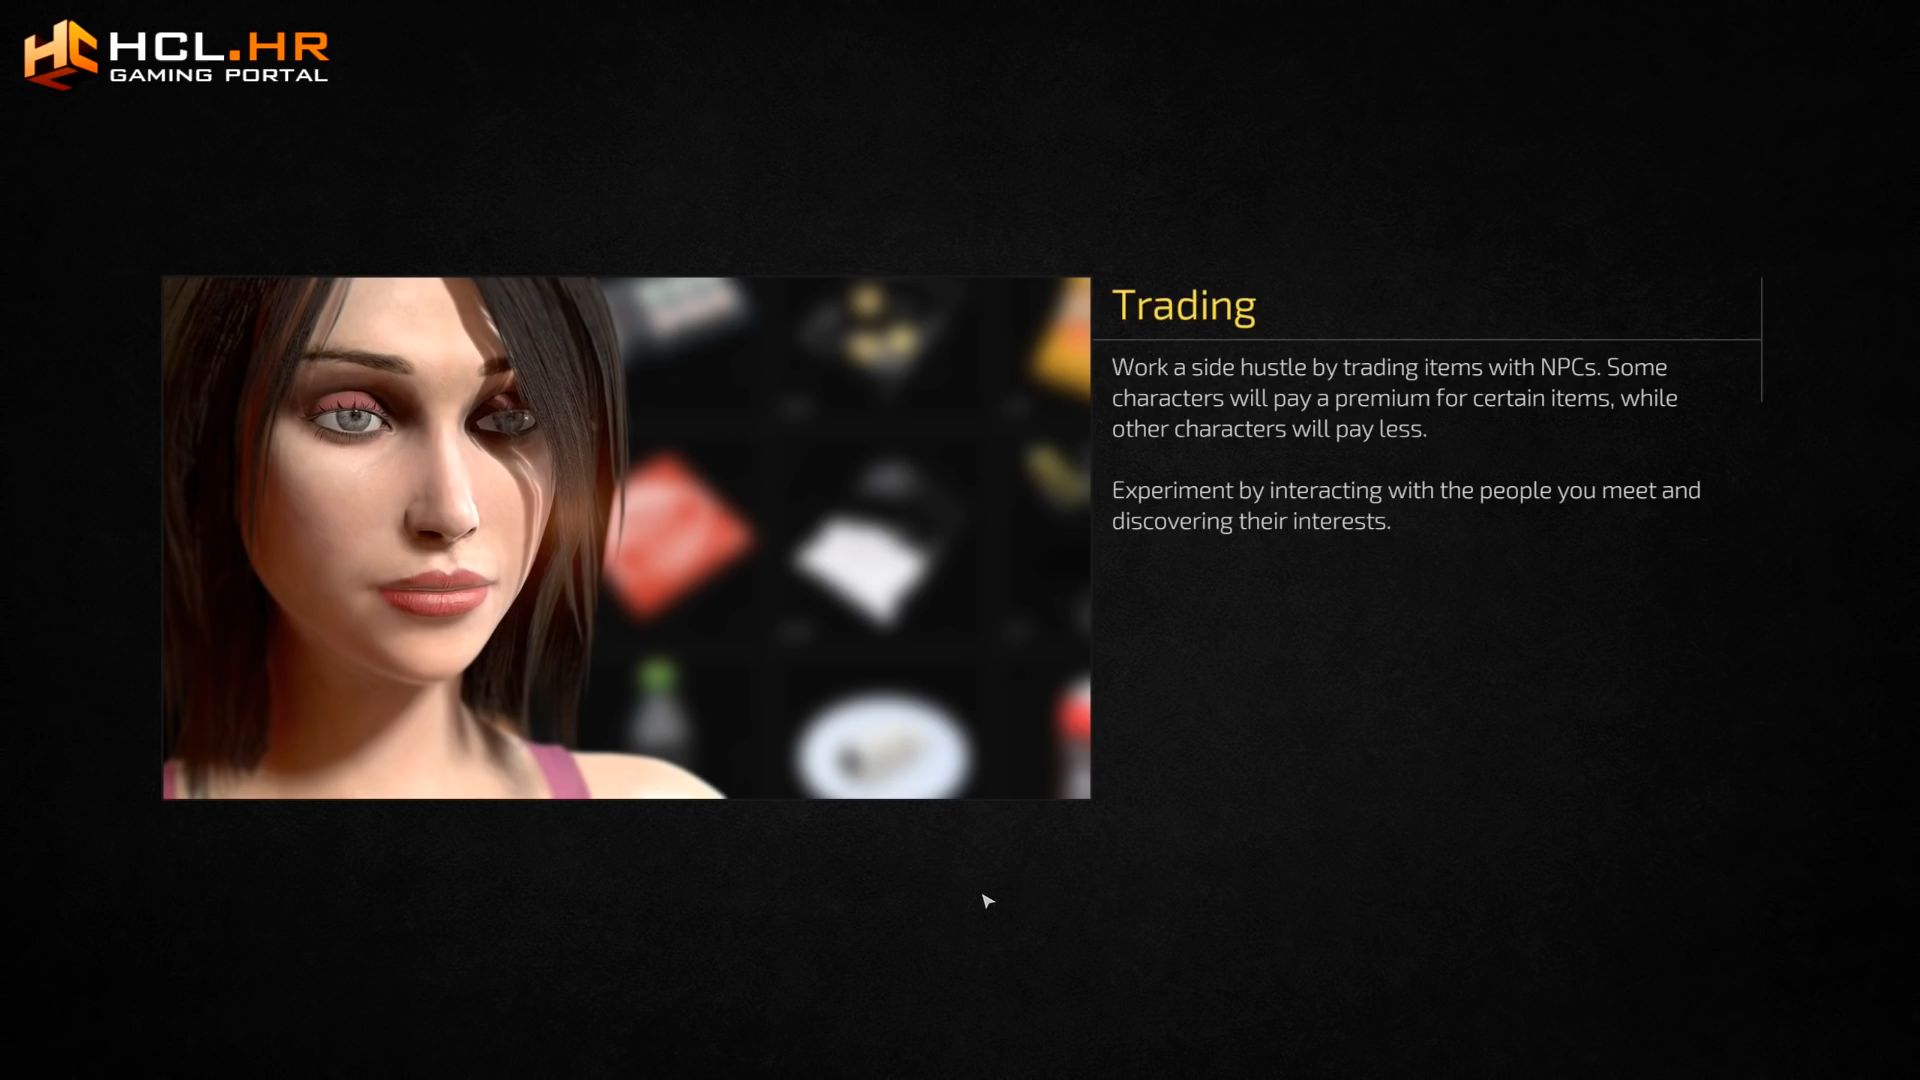 HCL.HR
GAMING PORTAL
Trading
Work a side hustle by trading items with NPCs. Some
characters will pay a premium for certain items, while
other characters will pay less.
Experiment by interacting with the people you meet and
discovering their interests.